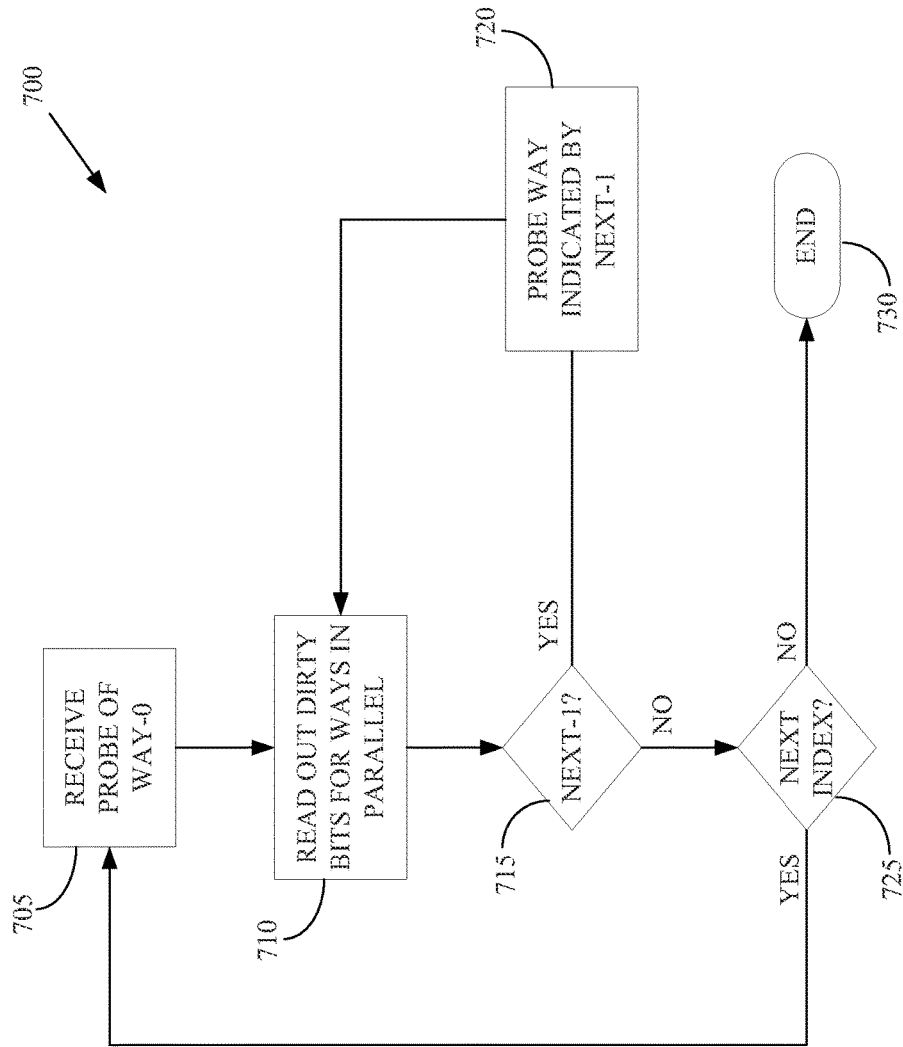 700
705
RECEIVE
PROBE OF
WAY-0
710
READ OUT DIRTY
BITS FOR WAYS IN
PARALLEL
715
NEXT-1?
YES
NO
720
PROBE WAY
INDICATED BY
NEXT-1
725
NEXT
INDEX?
YES
NO
END
730